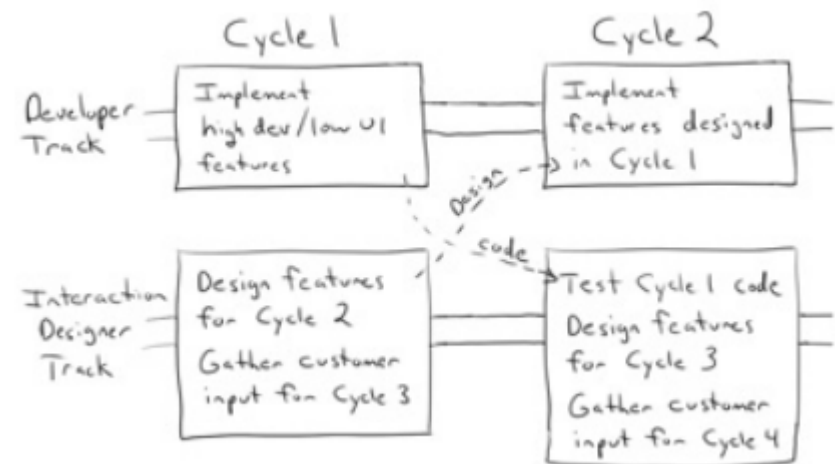 Cycle 1
Cycle 2
Developer
Track
Implement
high dev/low UI
features
Implement
features designed
in Cycle 1
Design
code
Interaction
Designer
Track
Design features
for Cycle 2
Gather customer
input for Cycle 3
Test Cycle 1 code
Design features
for Cycle 3
Gather customer
input for Cycle 4